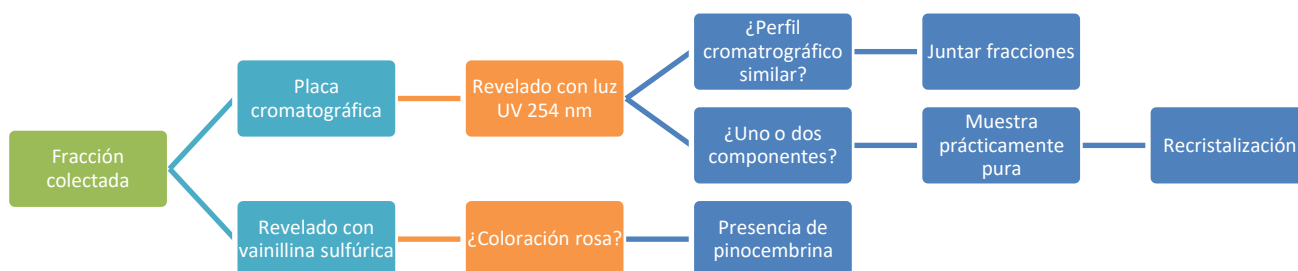 Fracción
colectada
Placa
cromatográfica
Revelado con luz
UV 254 nm
¿Perfil
cromatrográfico
similar?
Juntar fracciones
¿Uno o dos
componentes?
Muestra
prácticamente
pura
Recristalización
Revelado con
vainillina sulfúrica
¿Coloración rosa?
Presencia de
pinocembrina